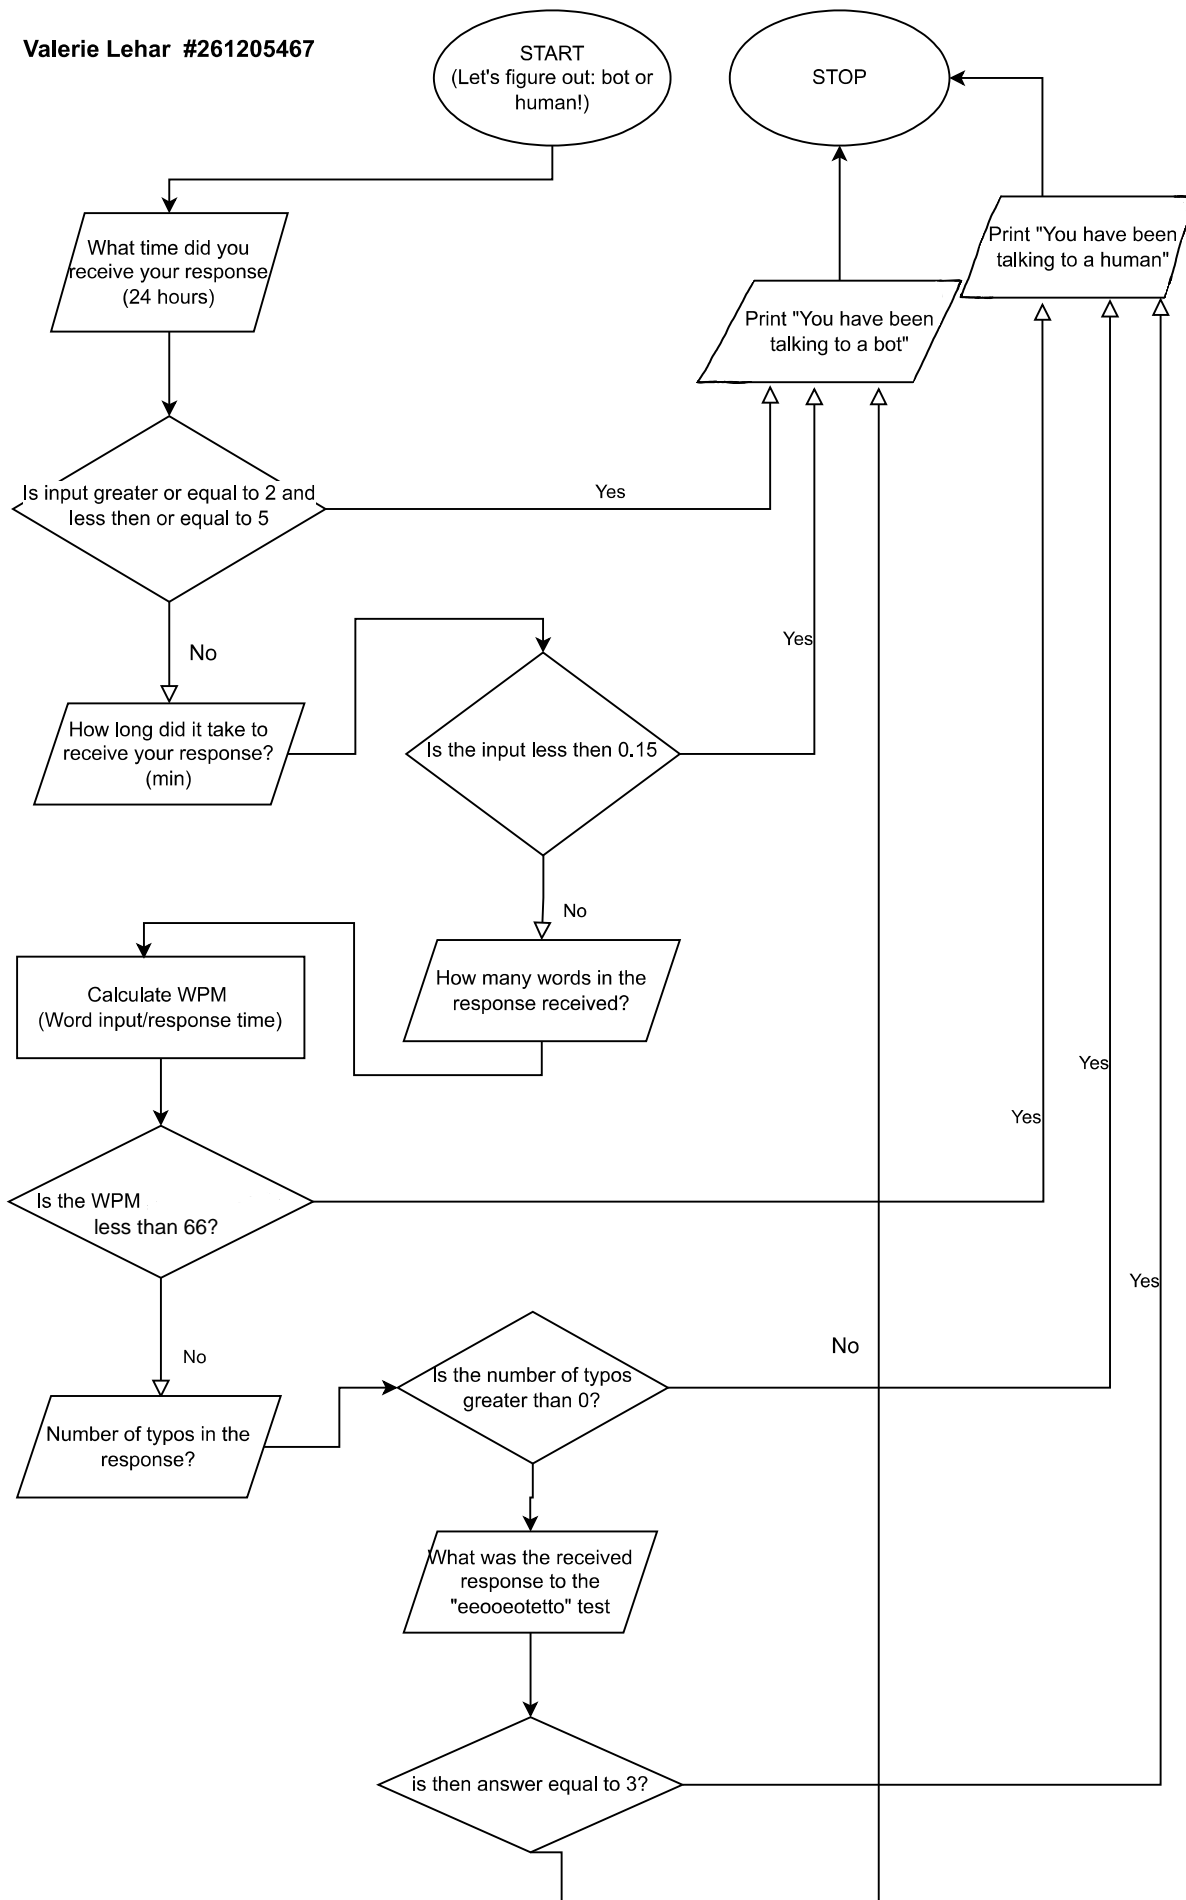 Valerie Lehar #261205467
START
(Let's figure out: bot or
human!)
STOP
What time did you
receive your response
(24 hours)
Print "You have been
talking to a human"
Print "You have been
talking to a bot"
Is input greater or equal to 2 and
less then or equal to 5
Yes
No
Yes
How long did it take to
receive your response?
(min)
Is the input less then 0.15
No
How many words in the
response received?
Calculate WPM
(Word input/response time)
Yes
Yes
Is the WPM
less than 66?
Yes
No
No
Is the number of typos
greater than 0?
Number of typos in the
response?
What was the received
response to the
"eeooeotetto" test
is then answer equal to 3?